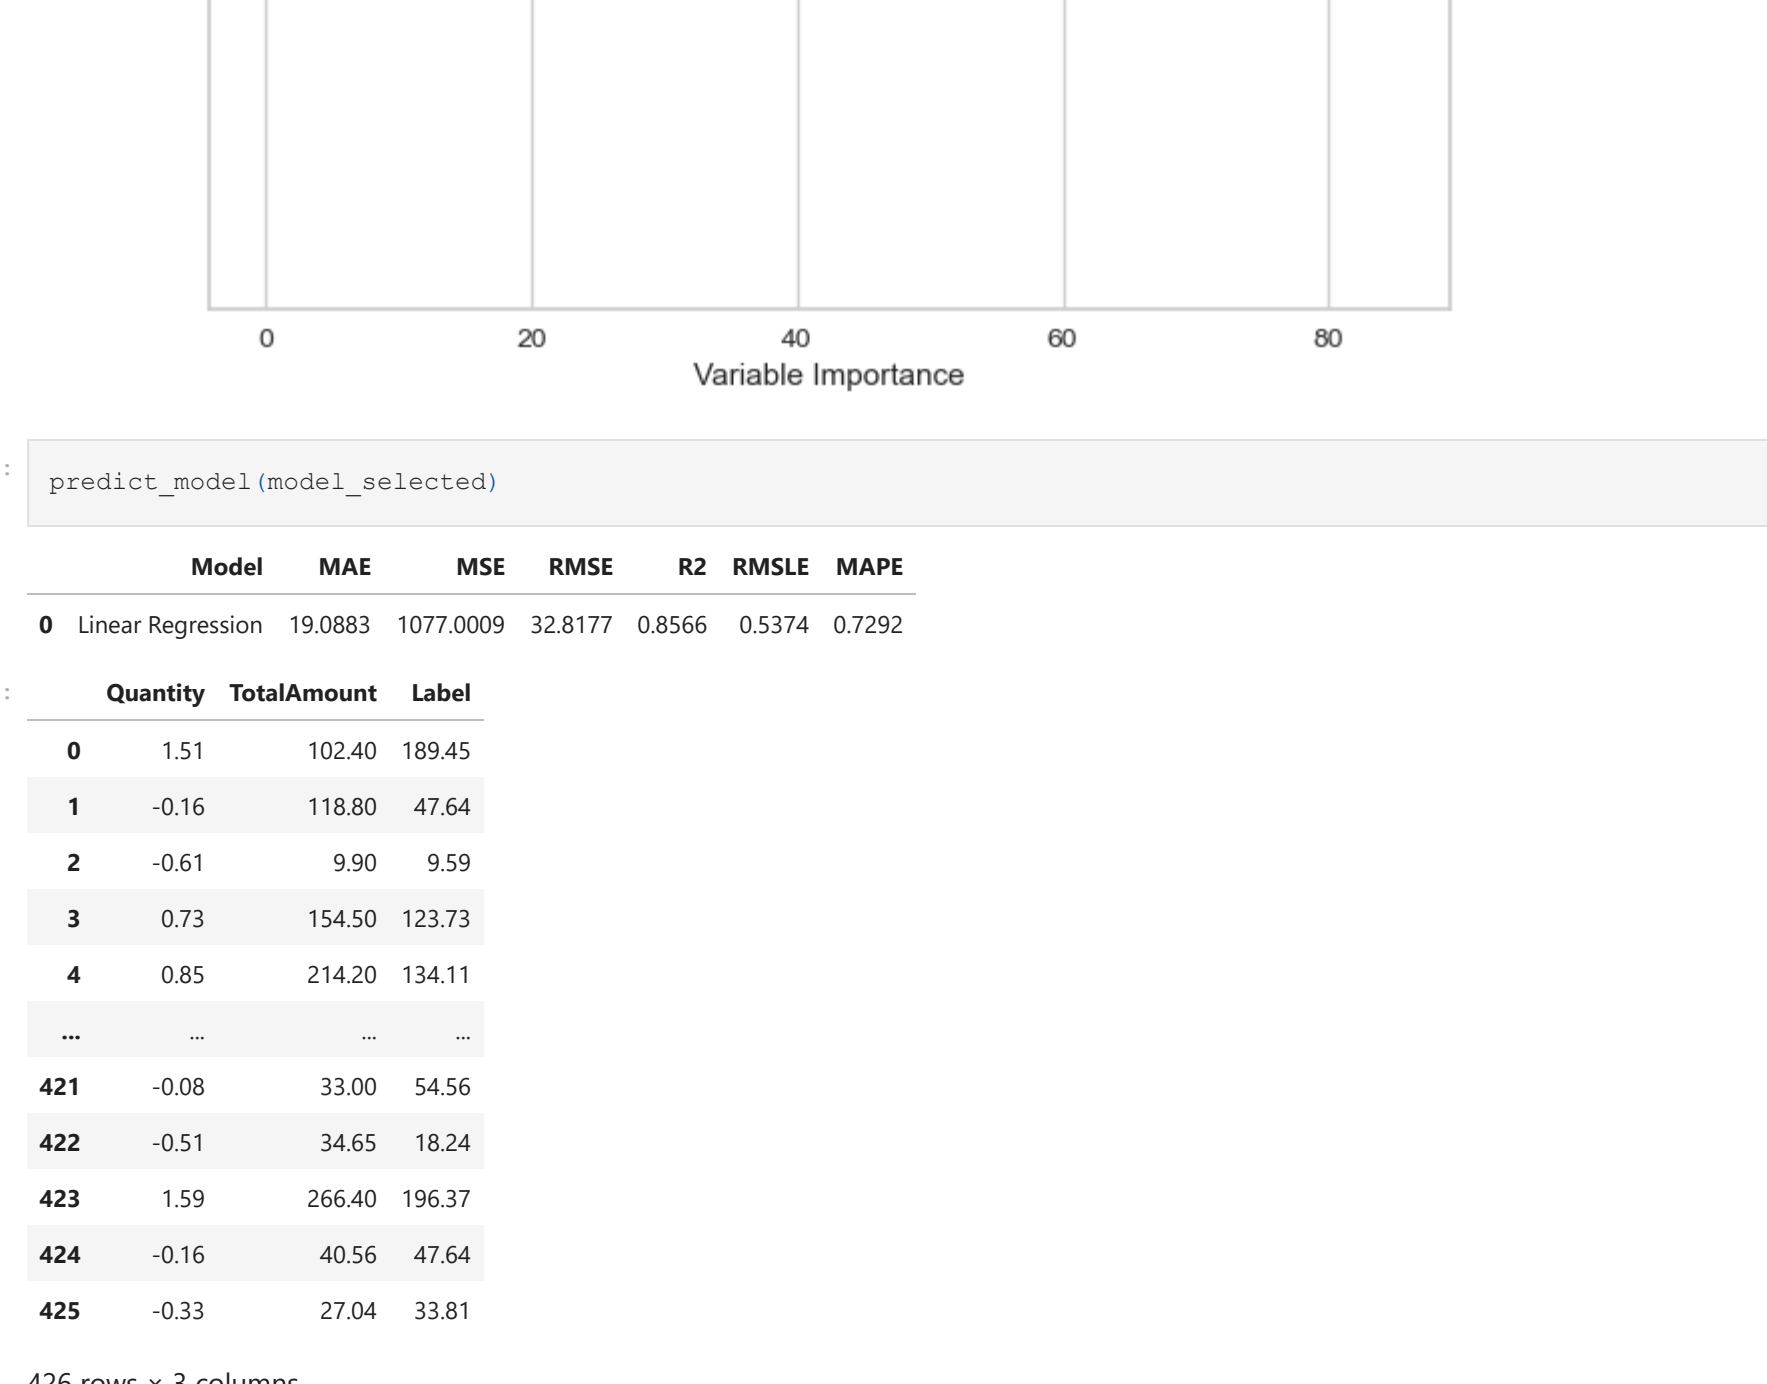 0 20 40 60 80
Variable Importance
:
predict_model(model_selected)
Model MAE MSE RMSE R2 RMSLE MAPE
0 Linear Regression 19.0883 1077.0009 32.8177 0.8566 0.5374 0.7292
:
Quantity TotalAmount Label
0 1.51 102.40 189.45
1 -0.16 118.80 47.64
2 -0.61 9.90 9.59
3 0.73 154.50 123.73
4 0.85 214.20 134.11
... ... ... ...
421 -0.08 33.00 54.56
422 -0.51 34.65 18.24
423 1.59 266.40 196.37
424 -0.16 40.56 47.64
425 -0.33 27.04 33.81
426 rows × 3 columns